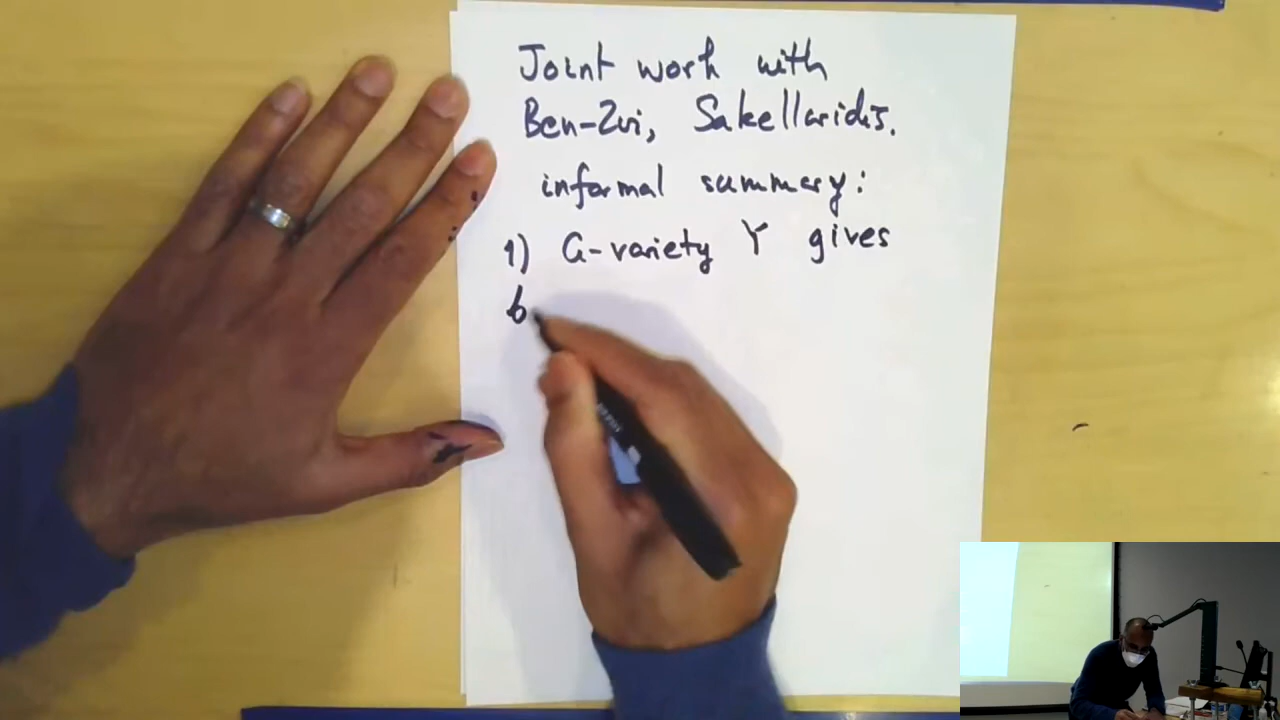 Joint work with
Ben-Zvi, Sakellaridis.
informal summary:
1) G-variety Y gives
b